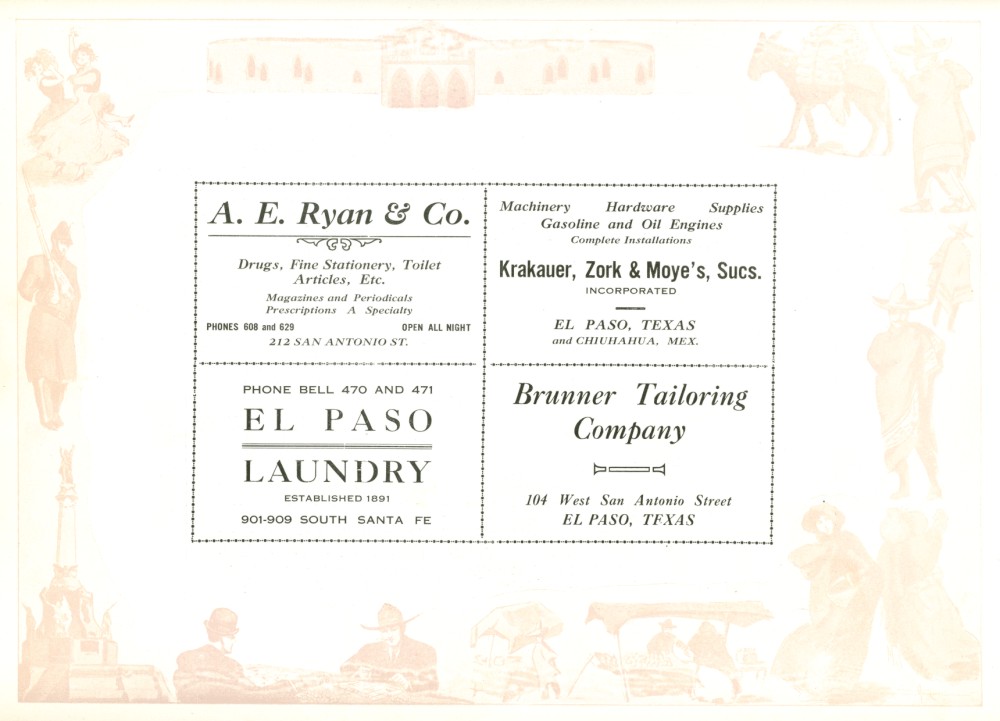 A. E. Ryan & Co.
Drugs, Fine Stationery, Toilet
Articles, Etc.
Magazines and Periodicals
Prescriptions A Specialty
PHONES 608 and 629 OPEN ALL NIGHT
212 SAN ANTONIO ST.
Machinery Hardware Supplies
Gasoline and Oil Engines
Complete Installations
Krakauer, Zork & Moye's, Sucs.
INCORPORATED
EL PASO, TEXAS
and CHIUHAHUA, MEX.
PHONE BELL 470 AND 471
EL PASO
LAUNDRY
ESTABLISHED 1891
901-909 SOUTH SANTA FE
Brunner Tailoring
Company
104 West San Antonio Street
EL PASO, TFXAS